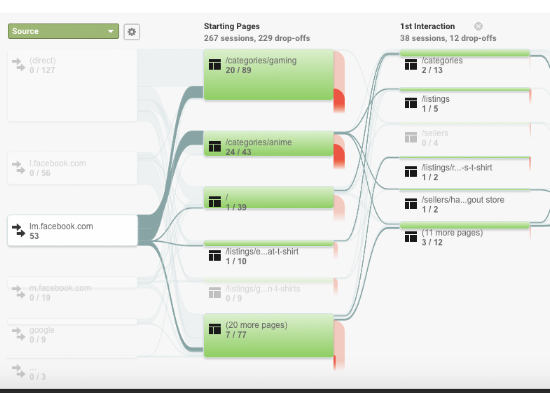 Source
(direct)
0 / 127
l.facebook.com
0 / 56
lm.facebook.com
53
m.facebook.com
0 / 19
google
0 / 9
...
0 / 3
Starting Pages
267 sessions, 229 drop-offs
/categories/gaming
20 / 89
/categories/anime
24 / 43
/
1 / 39
/listings/e...at-t-shirt
1 / 10
/listings/g...n-t-shirts
0 / 9
(20 more pages)
7 / 77
1st Interaction
38 sessions, 12 drop-offs
/categories
2 / 13
/listings
1 / 5
/sellers
0 / 4
/listings/r...-s-t-shirt
1 / 2
/sellers/ha...gout store
1 / 2
(11 more pages)
3 / 12